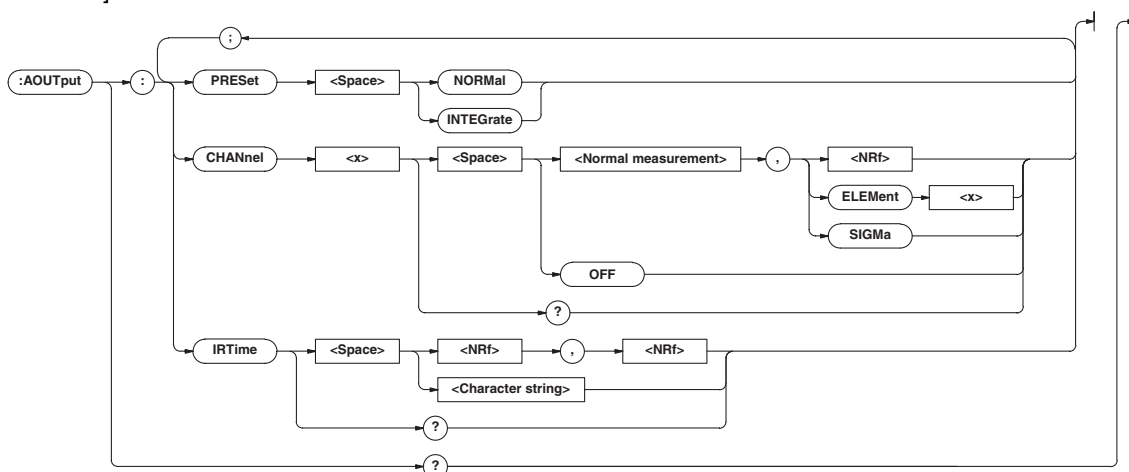 ]
;
:AOUTput : PRESet <Space> NORMal
INTEGrate
CHANnel <x> <Space> <Normal measurement> , <NRf>
ELEMent <x>
SIGMa
OFF
?
IRTime <Space> <NRf> , <NRf>
<Character string>
?
?